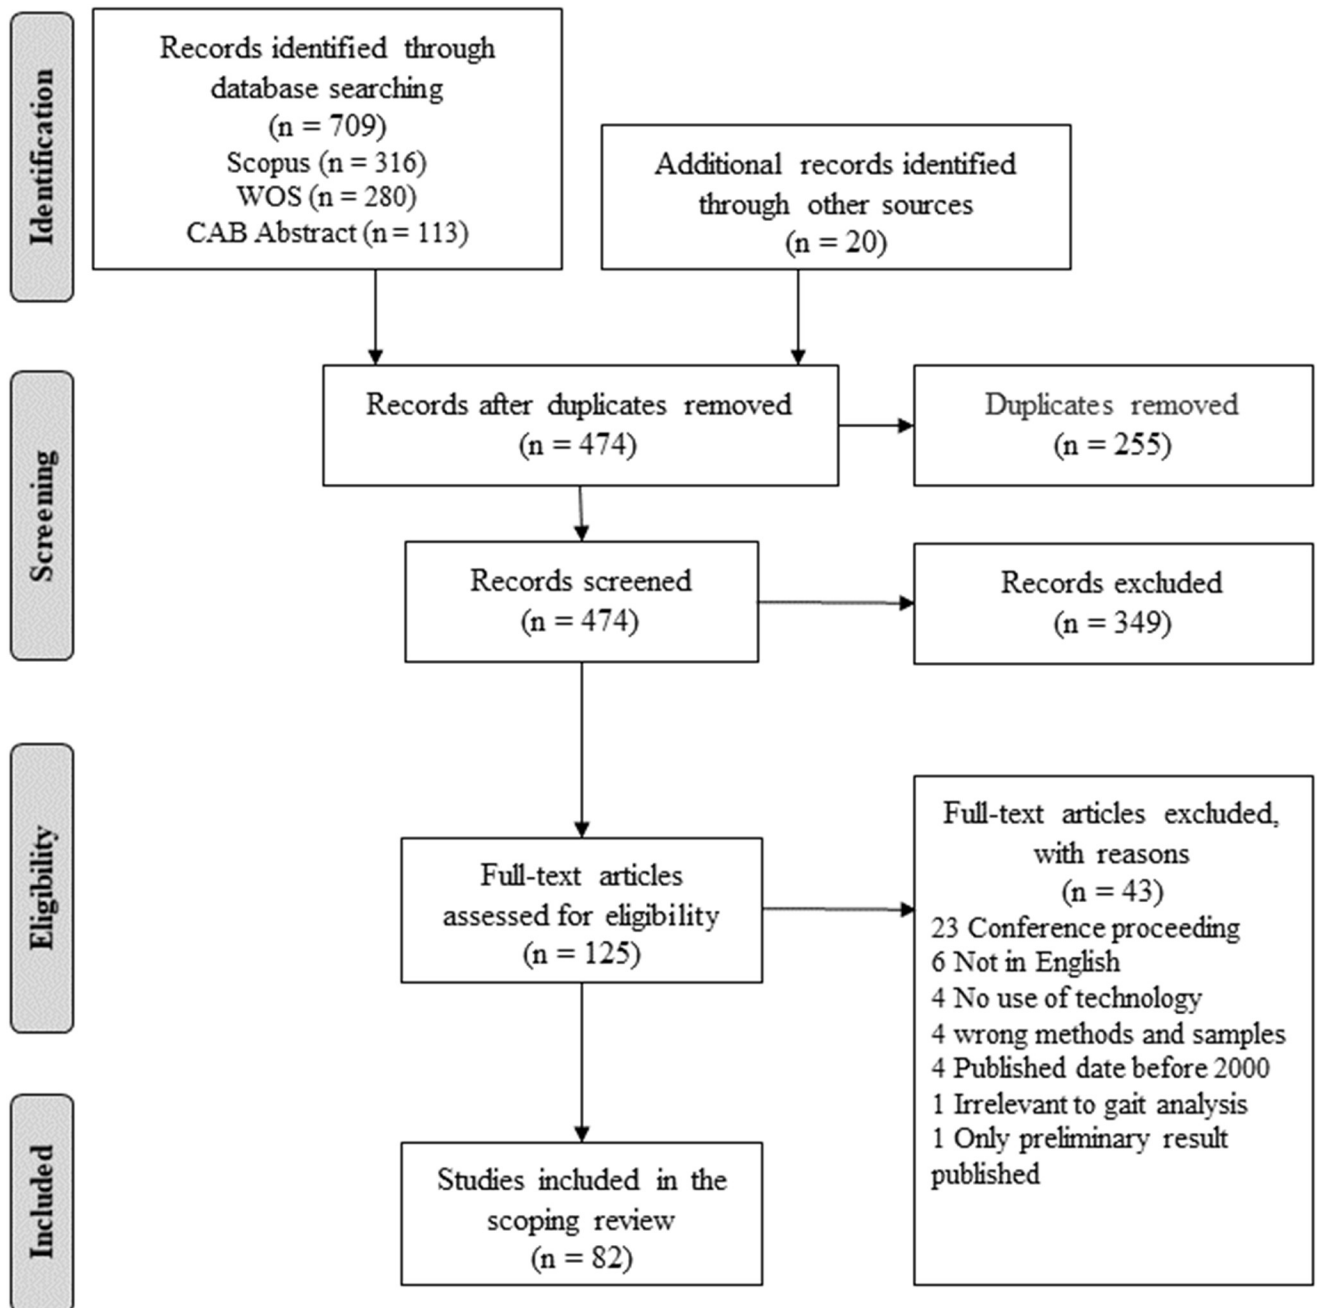 Identification
Records identified through
database searching
(n = 709)
Scopus (n = 316)
WOS (n = 280)
CAB Abstract (n = 113)
Additional records identified
through other sources
(n = 20)
Screening
Records after duplicates removed
(n = 474)
Duplicates removed
(n = 255)
Records screened
(n = 474)
Records excluded
(n = 349)
Eligibility
Full-text articles
assessed for eligibility
(n = 125)
Full-text articles excluded,
with reasons
(n = 43)
23 Conference proceeding
6 Not in English
4 No use of technology
4 wrong methods and samples
4 Published date before 2000
1 Irrelevant to gait analysis
1 Only preliminary result
published
Included
Studies included in the
scoping review
(n = 82)